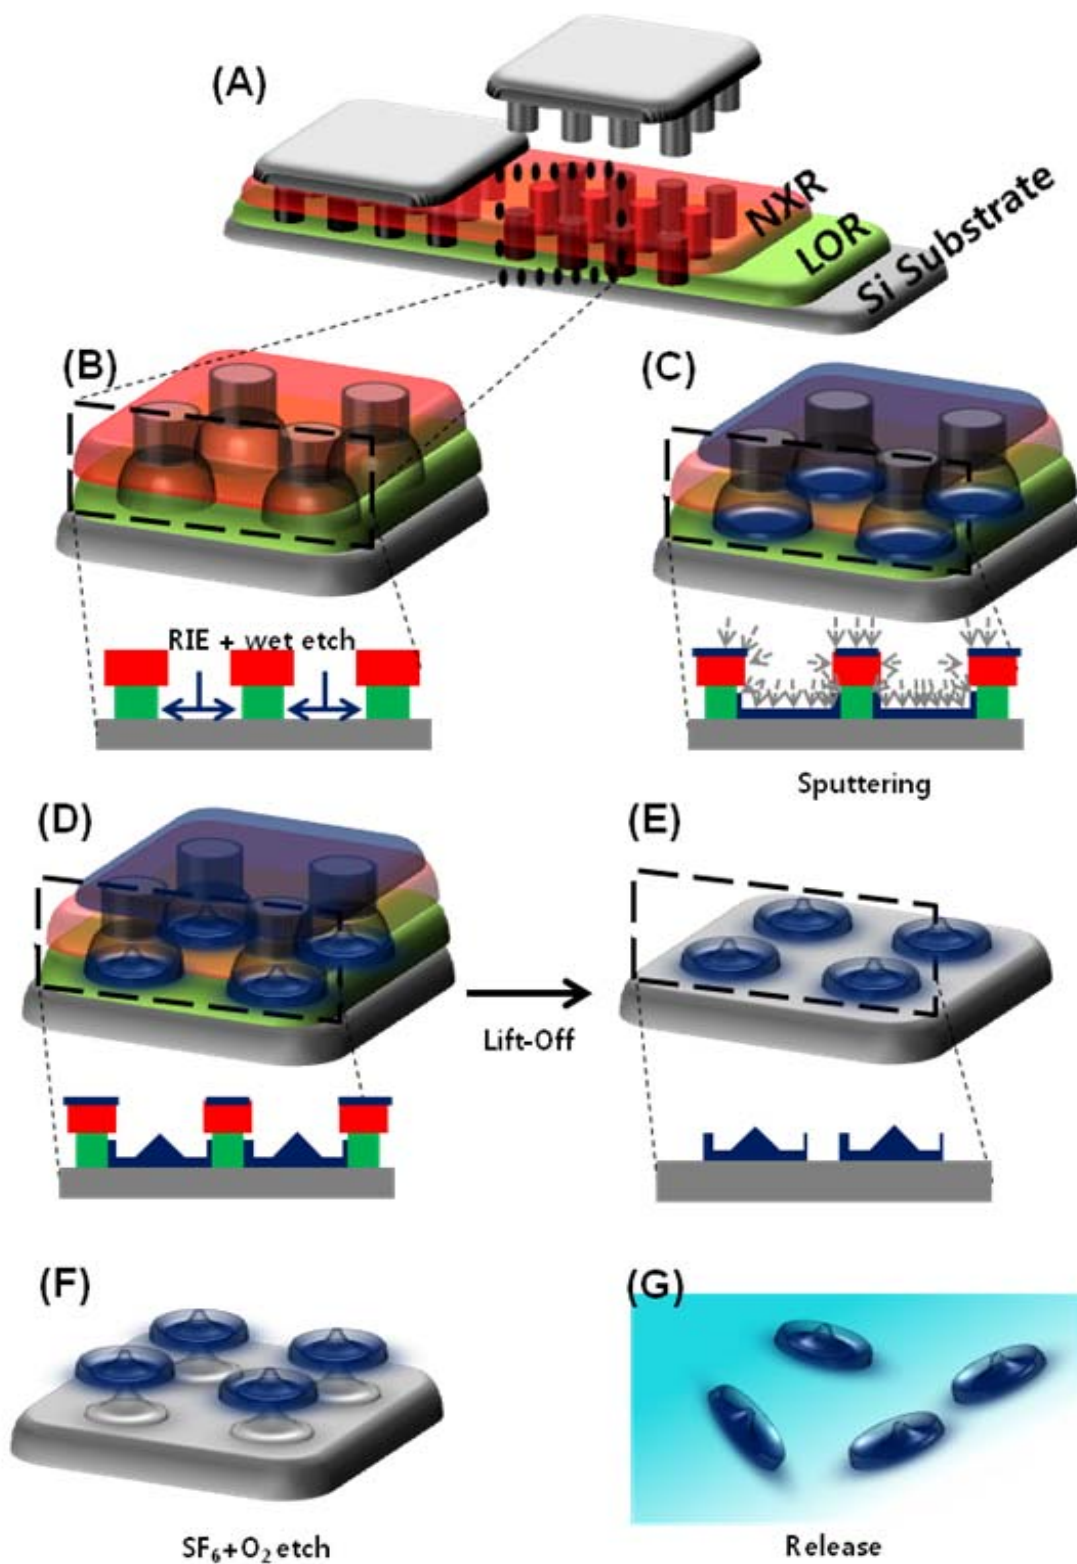 (A)
NXR
LOR
Si Substrate
(B)
(C)
RIE + wet etch
Sputtering
(D)
(E)
Lift-Off
(F)
(G)
SF₆+O₂ etch
Release